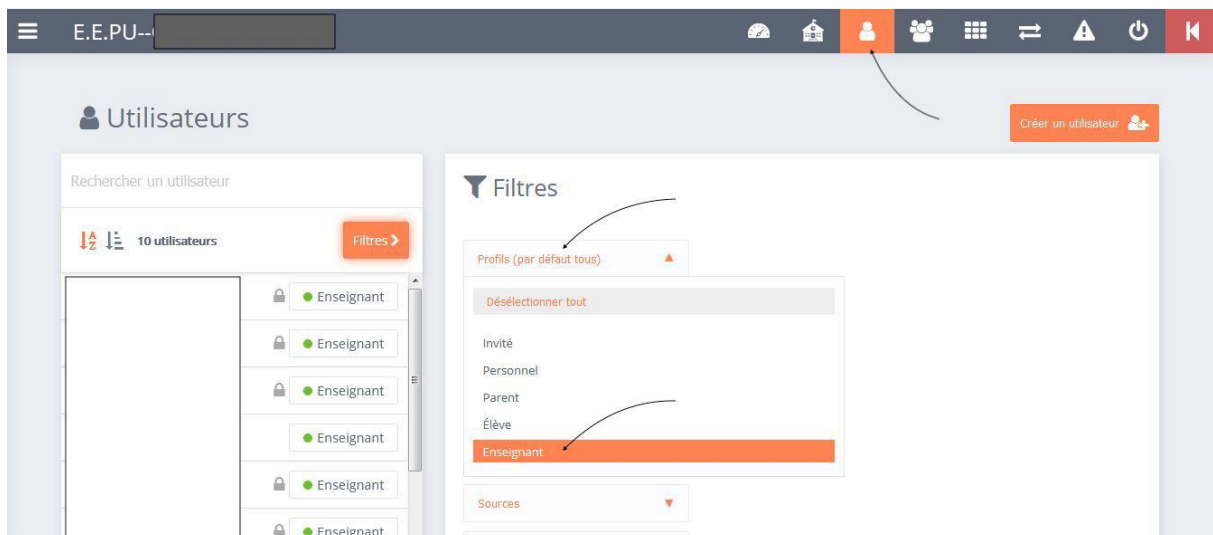 E.E.PU--
Utilisateurs
Créer un utilisateur
Rechercher un utilisateur
10 utilisateurs
Filtres
Enseignant
Enseignant
Enseignant
Enseignant
Enseignant
Enseignant
Filtres
Profils (par défaut tous)
Désélectionner tout
Invité
Personnel
Parent
Élève
Enseignant
Sources